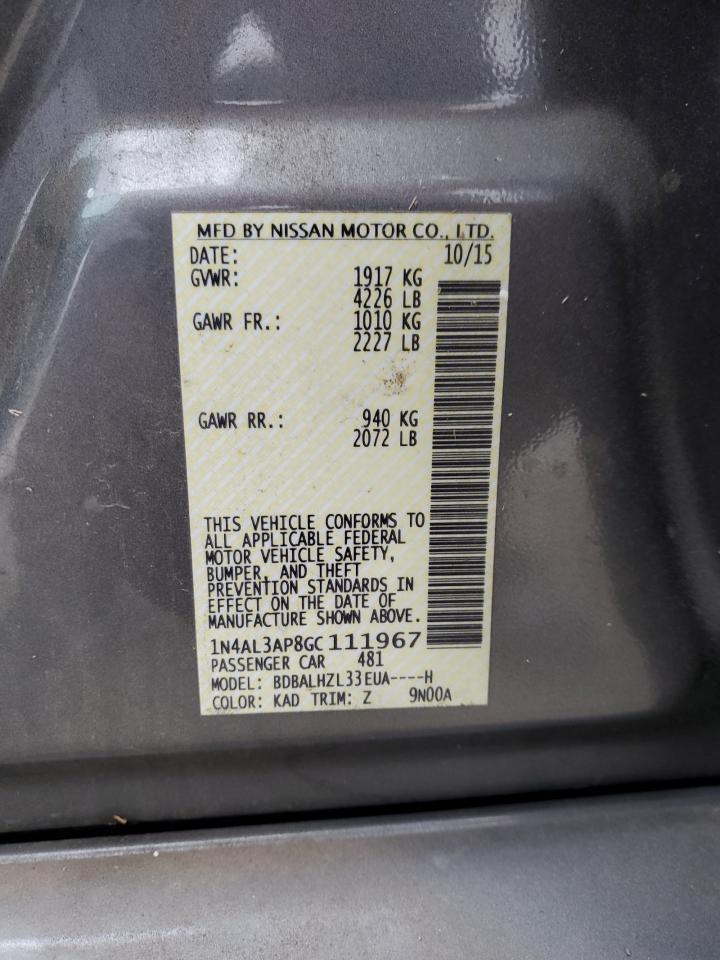 MFD BY NISSAN MOTOR CO., LTD.
DATE: 10/15
GVWR: 1917 KG
4226 LB
GAWR FR.: 1010 KG
2227 LB
GAWR RR.: 940 KG
2072 LB
THIS VEHICLE CONFORMS TO
ALL APPLICABLE FEDERAL
MOTOR VEHICLE SAFETY,
BUMPER, AND THEFT
PREVENTION STANDARDS IN
EFFECT ON THE DATE OF
MANUFACTURE SHOWN ABOVE.
1N4AL3AP8GC111967
PASSENGER CAR 481
MODEL: BDBALHZL33EUA----H
COLOR: KAD TRIM: Z 9N00A